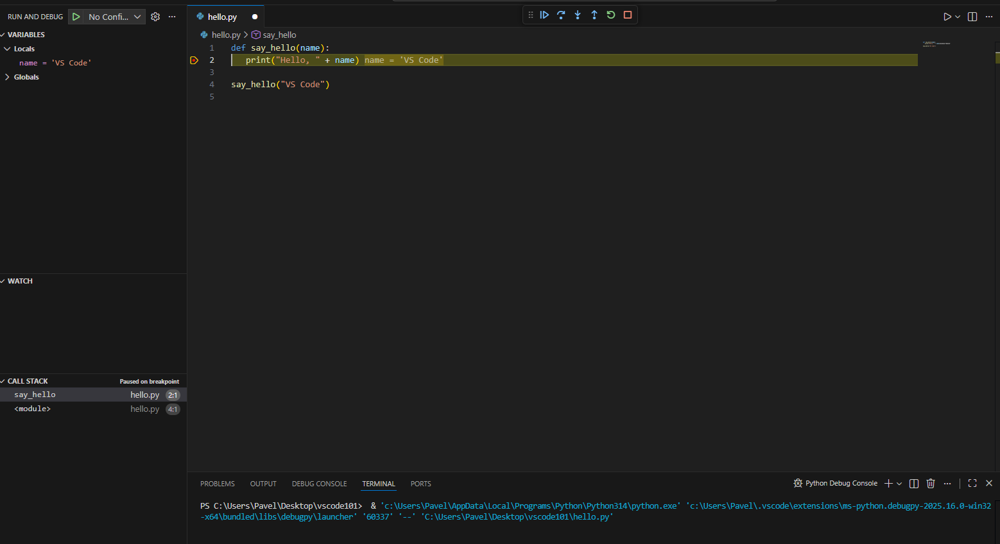 RUN AND DEBUG No Confi...
VARIABLES
Locals
name = 'VS Code'
Globals
WATCH
CALL STACK Paused on breakpoint
say_hello hello.py 2:1
<module> hello.py 4:1
hello.py
hello.py > say_hello
1 def say_hello(name):
2 print("Hello, " + name) name = 'VS Code'
3
4 say_hello("VS Code")
5
PROBLEMS OUTPUT DEBUG CONSOLE TERMINAL PORTS Python Debug Console
PS C:\Users\Pavel\Desktop\vscode101> & 'c:\Users\Pavel\AppData\Local\Programs\Python\Python314\python.exe' 'c:\Users\Pavel\.vscode\extensions\ms-python.debugpy-2025.16.0-win32
-x64\bundled\libs\debugpy\launcher' '60337' '--' 'C:\Users\Pavel\Desktop\vscode101\hello.py'